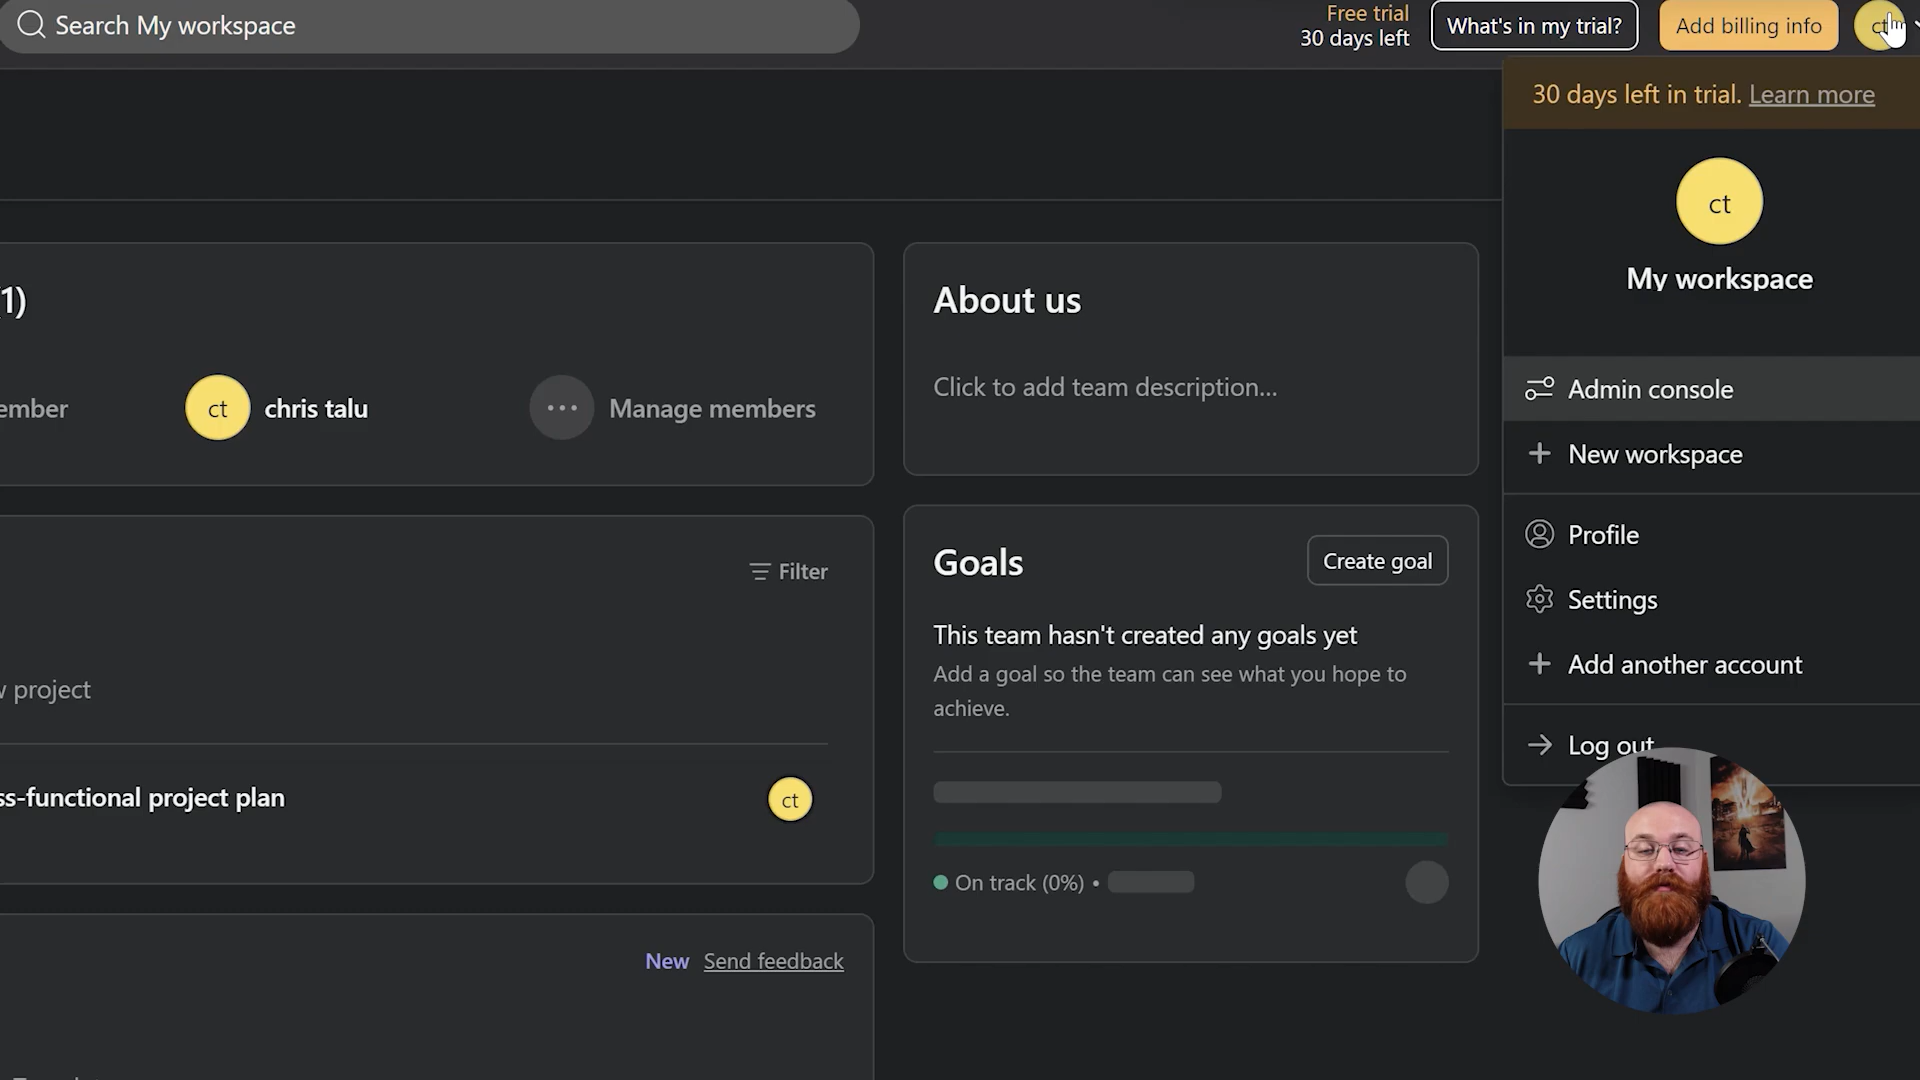 Search My workspace
Free trial
30 days left
What's in my trial?
Add billing info
ct
30 days left in trial. Learn more
ct
My workspace
Admin console
New workspace
Profile
Settings
Add another account
Log out
1)
ember
ct
chris talu
Manage members
About us
Click to add team description...
Filter
project
ss-functional project plan
ct
Goals
Create goal
This team hasn't created any goals yet
Add a goal so the team can see what you hope to
achieve.
On track (0%) •
New Send feedback